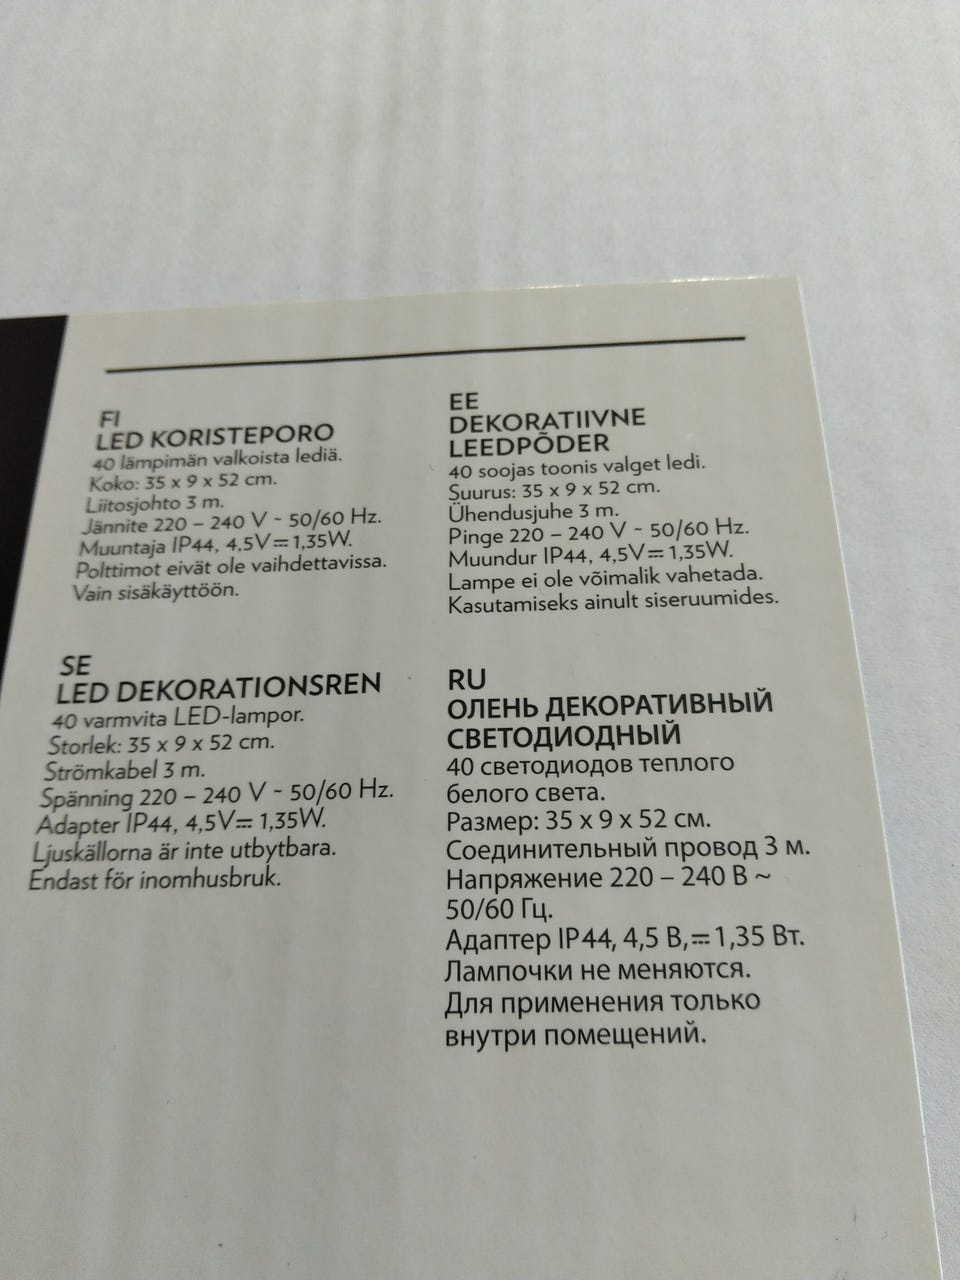 FI
LED KORISTEPORO
40 lämpimän valkoista lediä.
Koko: 35 x 9 x 52 cm.
Liitosjohto 3 m.
Jännite 220 – 240 V ~ 50/60 Hz.
Muuntaja IP44, 4,5V⎓1,35W.
Polttimot eivät ole vaihdettavissa.
Vain sisäkäyttöön.
EE
DEKORATIIVNE
LEEDPÕDER
40 soojas toonis valget ledi.
Suurus: 35 x 9 x 52 cm.
Ühendusjuhe 3 m.
Pinge 220 – 240 V ~ 50/60 Hz.
Muundur IP44, 4,5V⎓ 1,35W.
Lampe ei ole võimalik vahetada.
Kasutamiseks ainult siseruumides.
SE
LED DEKORATIONSREN
40 varmvita LED-lampor.
Storlek: 35 x 9 x 52 cm.
Strömkabel 3 m.
Spänning 220 – 240 V ~ 50/60 Hz.
Adapter IP44, 4,5V⎓ 1,35W.
Ljuskällorna är inte utbytbara.
Endast för inomhusbruk.
RU
ОЛЕНЬ ДЕКОРАТИВНЫЙ
СВЕТОДИОДНЫЙ
40 светодиодов теплого
белого света.
Размер: 35 x 9 x 52 см.
Соединительный провод 3 м.
Напряжение 220 – 240 В ~
50/60 Гц.
Адаптер IP44, 4,5 В,⎓1,35 Вт.
Лампочки не меняются.
Для применения только
внутри помещений.